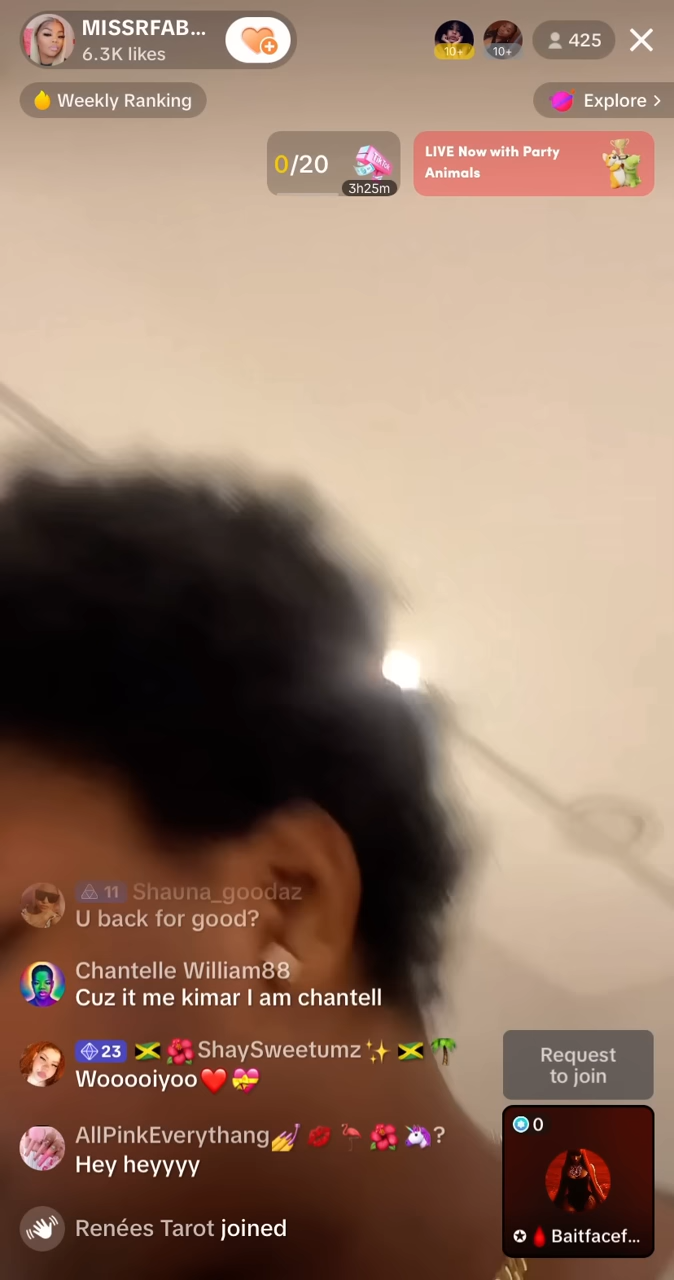 MISSRFAB...
6.3K likes
10+
10+
425
Weekly Ranking
Explore >
0/20
TikTok
3h25m
LIVE Now with Party
Animals
11 Shauna_goodaz
U back for good?
Chantelle William88
Cuz it me kimar I am chantell
23 🇯🇲🌺ShaySweetumz✨🇯🇲🌴
Wooooiyoo❤️💝
AllPinkEverythang💅💋🦩🌺🦄?
Hey heyyyy
Renées Tarot joined
Request
to join
0
🩸Baitfacef...